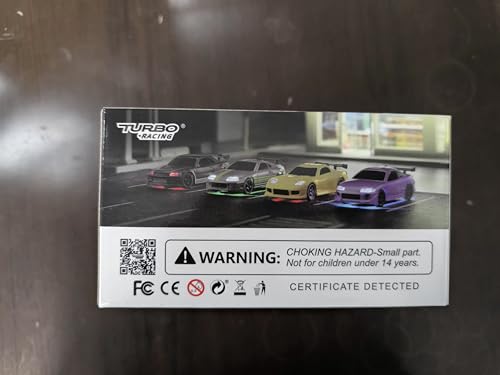 TURBO®
RACING
WARNING:
CHOKING HAZARD-Small part.
Not for children under 14 years.
FC CE
CERTIFICATE DETECTED